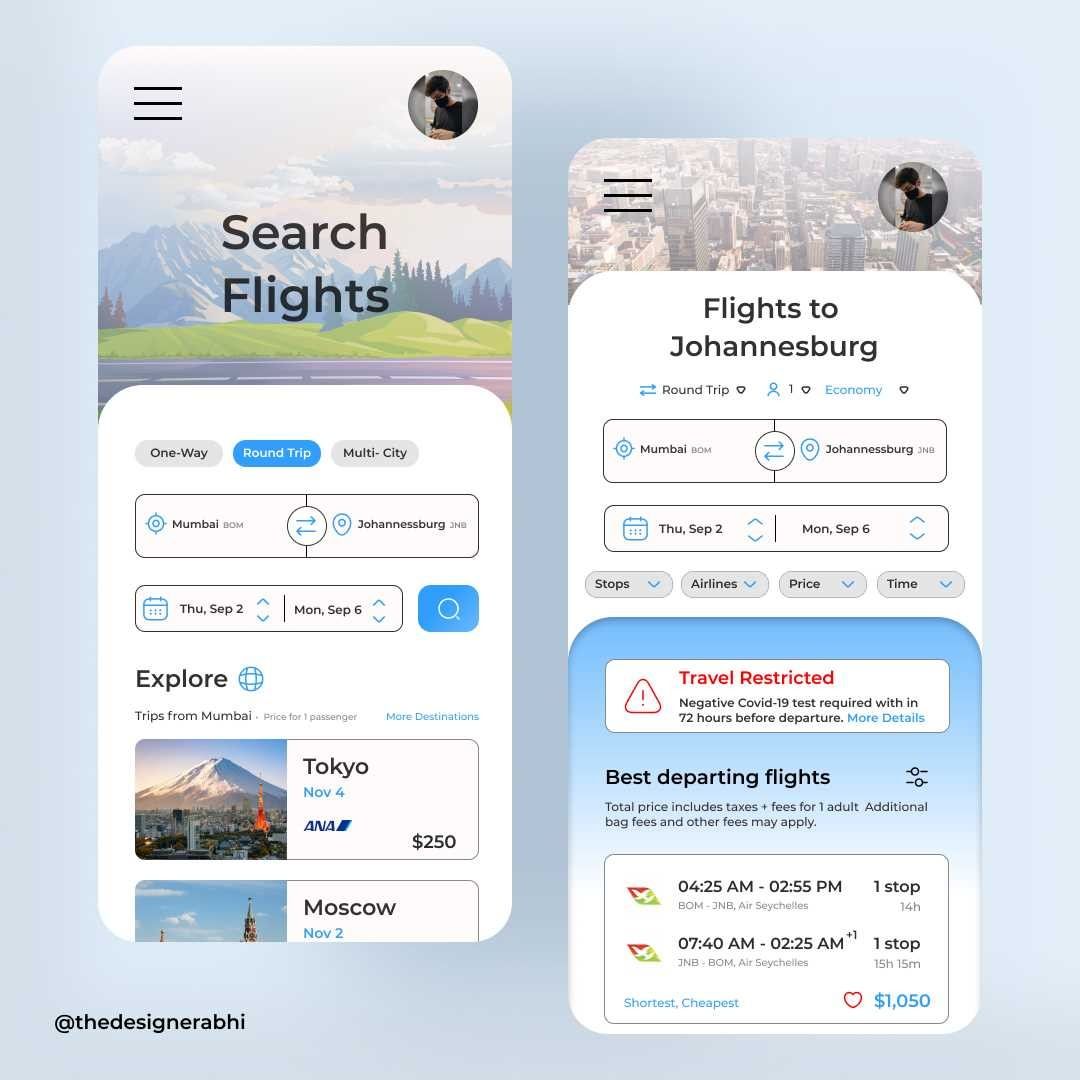 Search
Flights
One-Way Round Trip Multi- City
Mumbai BOM Johannessburg JNB
Thu, Sep 2 Mon, Sep 6
Explore
Trips from Mumbai - Price for 1 passenger More Destinations
Tokyo
Nov 4
ANA
$250
Moscow
Nov 2
Flights to
Johannesburg
Round Trip 1 Economy
Mumbai BOM Johannessburg JNB
Thu, Sep 2 Mon, Sep 6
Stops Airlines Price Time
Travel Restricted
Negative Covid-19 test required with in
72 hours before departure. More Details
Best departing flights
Total price includes taxes + fees for 1 adult Additional
bag fees and other fees may apply.
04:25 AM - 02:55 PM 1 stop
BOM - JNB, Air Seychelles 14h
07:40 AM - 02:25 AM+1 1 stop
JNB - BOM, Air Seychelles 15h 15m
Shortest, Cheapest $1,050
@thedesignerabhi